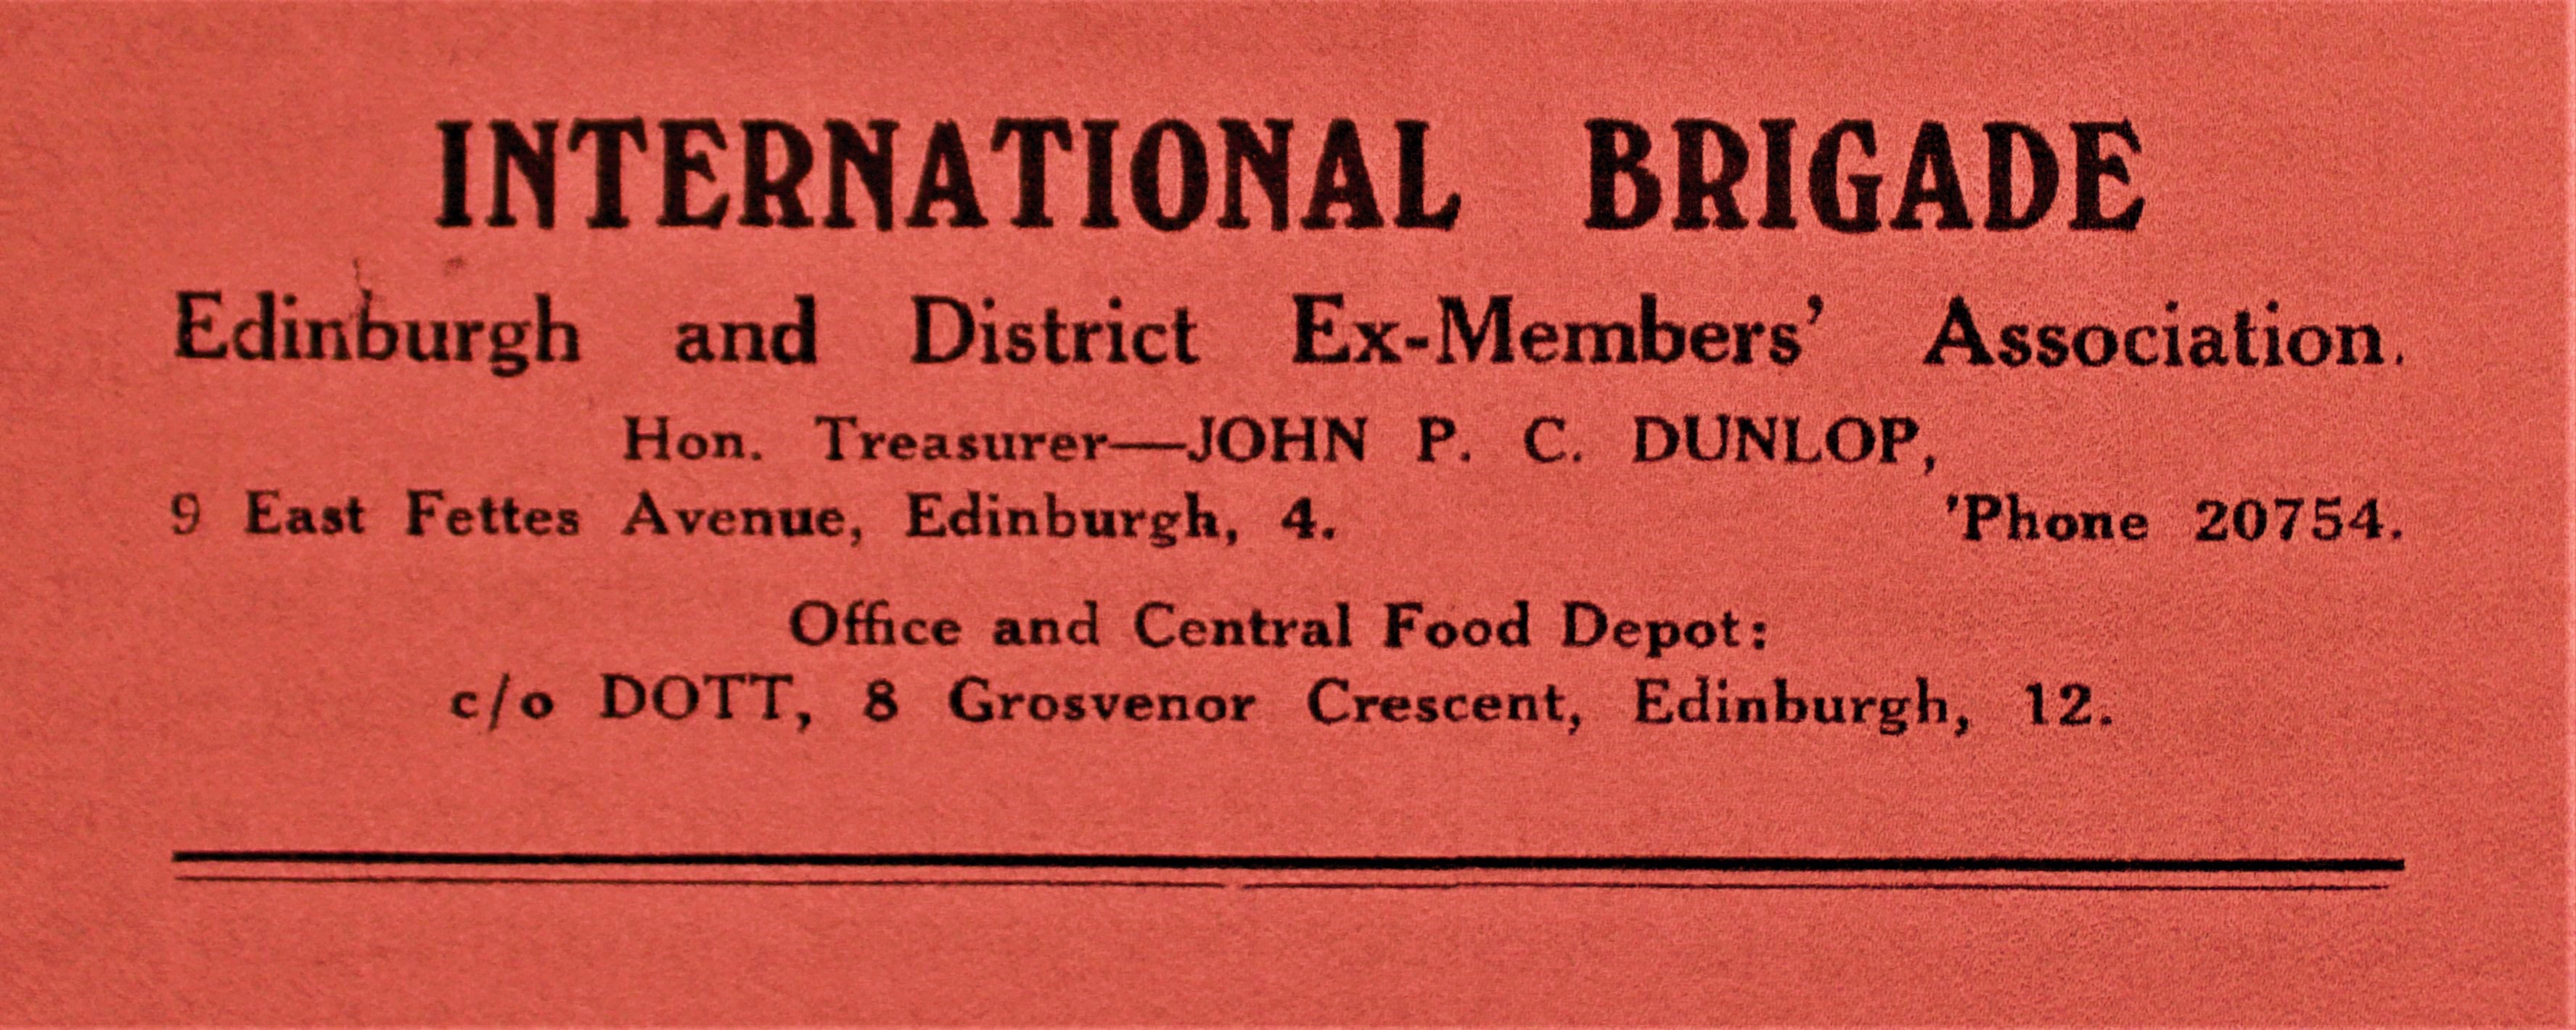 INTERNATIONAL BRIGADE
Edinburgh and District Ex-Members' Association.
Hon. Treasurer—JOHN P. C. DUNLOP,
9 East Fettes Avenue, Edinburgh, 4. 'Phone 20754.
Office and Central Food Depot:
c/o DOTT, 8 Grosvenor Crescent, Edinburgh, 12.